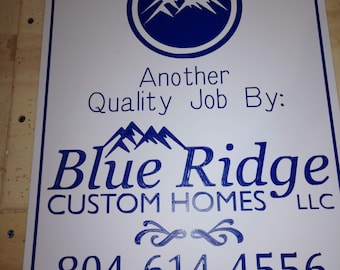 Another
Quality Job By:
Blue Ridge
CUSTOM HOMES LLC
804-614-4556